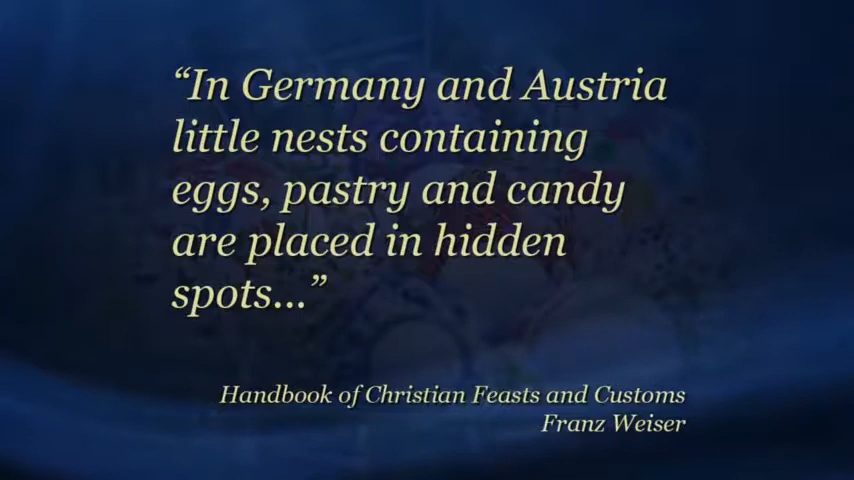 “In Germany and Austria
little nests containing
eggs, pastry and candy
are placed in hidden
spots...”
Handbook of Christian Feasts and Customs
Franz Weiser